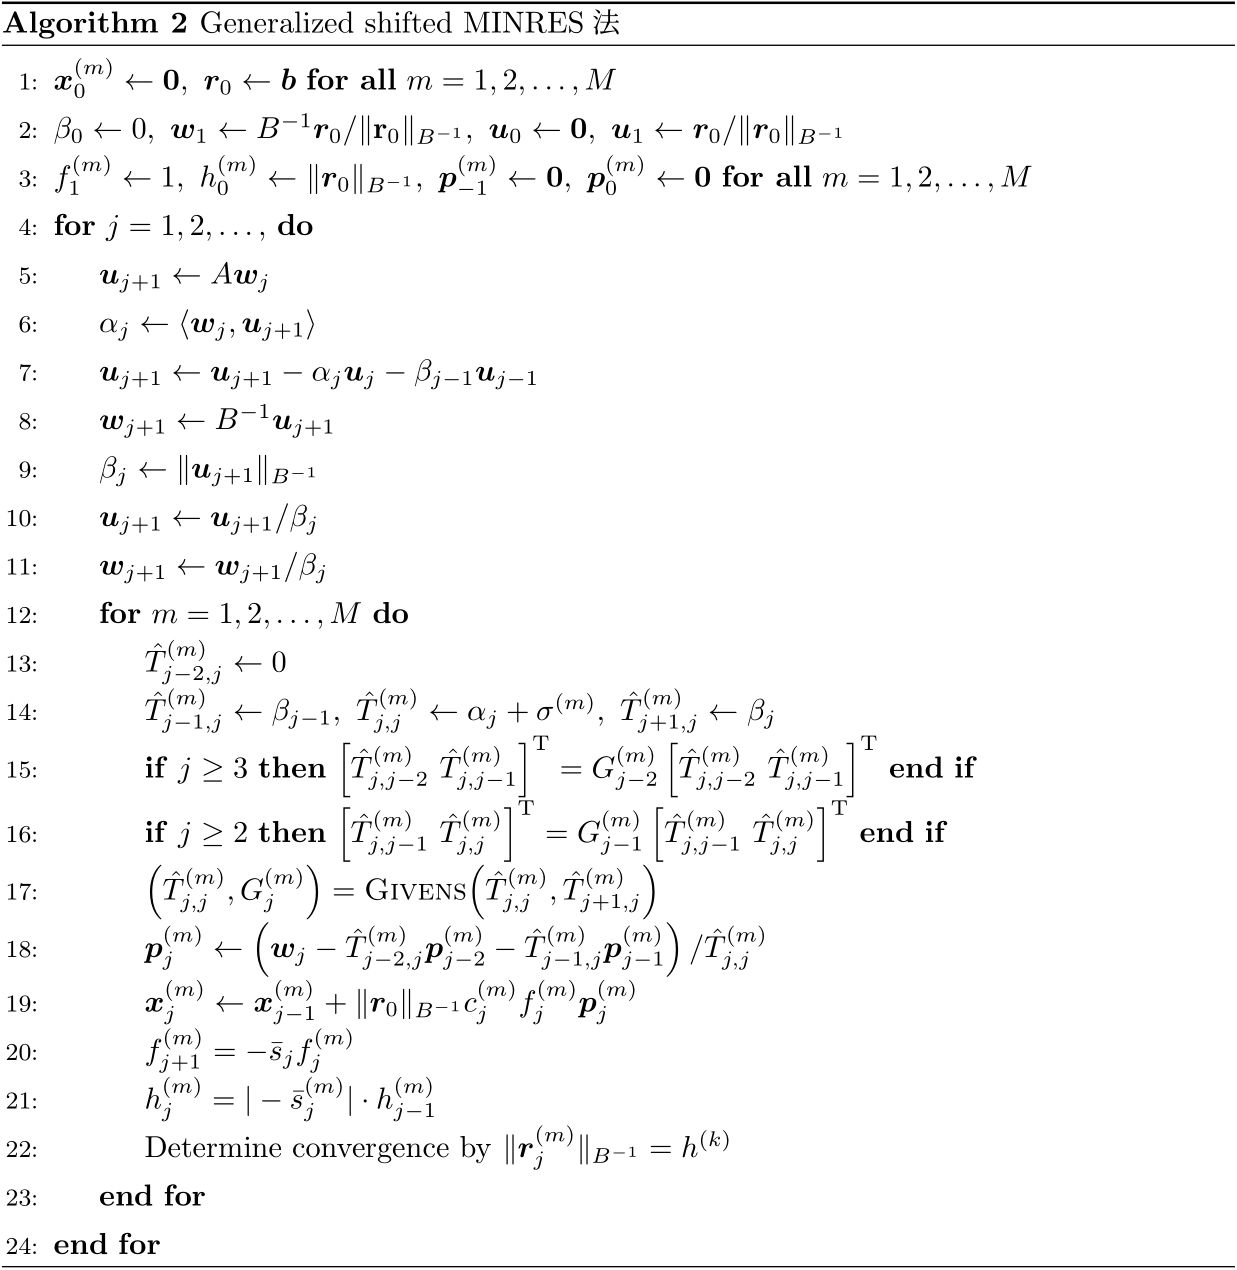 Algorithm 2 Generalized shifted MINRES 法
1: $\boldsymbol{x}_0^{(m)} \leftarrow \mathbf{0},\ \boldsymbol{r}_0 \leftarrow \boldsymbol{b}$ for all $m = 1, 2, \ldots, M$
2: $\beta_0 \leftarrow 0,\ \boldsymbol{w}_1 \leftarrow B^{-1}\boldsymbol{r}_0/\|\mathbf{r}_0\|_{B^{-1}},\ \boldsymbol{u}_0 \leftarrow \mathbf{0},\ \boldsymbol{u}_1 \leftarrow \boldsymbol{r}_0/\|\boldsymbol{r}_0\|_{B^{-1}}$
3: $f_1^{(m)} \leftarrow 1,\ h_0^{(m)} \leftarrow \|\boldsymbol{r}_0\|_{B^{-1}},\ \boldsymbol{p}_{-1}^{(m)} \leftarrow \mathbf{0},\ \boldsymbol{p}_0^{(m)} \leftarrow \mathbf{0}$ for all $m = 1, 2, \ldots, M$
4: for $j = 1, 2, \ldots,$ do
5: $\boldsymbol{u}_{j+1} \leftarrow A\boldsymbol{w}_j$
6: $\alpha_j \leftarrow \langle \boldsymbol{w}_j, \boldsymbol{u}_{j+1} \rangle$
7: $\boldsymbol{u}_{j+1} \leftarrow \boldsymbol{u}_{j+1} - \alpha_j \boldsymbol{u}_j - \beta_{j-1}\boldsymbol{u}_{j-1}$
8: $\boldsymbol{w}_{j+1} \leftarrow B^{-1}\boldsymbol{u}_{j+1}$
9: $\beta_j \leftarrow \|\boldsymbol{u}_{j+1}\|_{B^{-1}}$
10: $\boldsymbol{u}_{j+1} \leftarrow \boldsymbol{u}_{j+1}/\beta_j$
11: $\boldsymbol{w}_{j+1} \leftarrow \boldsymbol{w}_{j+1}/\beta_j$
12: for $m = 1, 2, \ldots, M$ do
13: $\hat{T}_{j-2,j}^{(m)} \leftarrow 0$
14: $\hat{T}_{j-1,j}^{(m)} \leftarrow \beta_{j-1},\ \hat{T}_{j,j}^{(m)} \leftarrow \alpha_j + \sigma^{(m)},\ \hat{T}_{j+1,j}^{(m)} \leftarrow \beta_j$
15: if $j \geq 3$ then $\left[\hat{T}_{j,j-2}^{(m)}\ \hat{T}_{j,j-1}^{(m)}\right]^{\mathrm{T}} = G_{j-2}^{(m)} \left[\hat{T}_{j,j-2}^{(m)}\ \hat{T}_{j,j-1}^{(m)}\right]^{\mathrm{T}}$ end if
16: if $j \geq 2$ then $\left[\hat{T}_{j,j-1}^{(m)}\ \hat{T}_{j,j}^{(m)}\right]^{\mathrm{T}} = G_{j-1}^{(m)} \left[\hat{T}_{j,j-1}^{(m)}\ \hat{T}_{j,j}^{(m)}\right]^{\mathrm{T}}$ end if
17: $\left(\hat{T}_{j,j}^{(m)}, G_j^{(m)}\right) = \textsc{Givens}\left(\hat{T}_{j,j}^{(m)}, \hat{T}_{j+1,j}^{(m)}\right)$
18: $\boldsymbol{p}_j^{(m)} \leftarrow \left(\boldsymbol{w}_j - \hat{T}_{j-2,j}^{(m)}\boldsymbol{p}_{j-2}^{(m)} - \hat{T}_{j-1,j}^{(m)}\boldsymbol{p}_{j-1}^{(m)}\right)/\hat{T}_{j,j}^{(m)}$
19: $\boldsymbol{x}_j^{(m)} \leftarrow \boldsymbol{x}_{j-1}^{(m)} + \|\boldsymbol{r}_0\|_{B^{-1}} c_j^{(m)} f_j^{(m)} \boldsymbol{p}_j^{(m)}$
20: $f_{j+1}^{(m)} = -\bar{s}_j f_j^{(m)}$
21: $h_j^{(m)} = |-\bar{s}_j^{(m)}| \cdot h_{j-1}^{(m)}$
22: Determine convergence by $\|\boldsymbol{r}_j^{(m)}\|_{B^{-1}} = h^{(k)}$
23: end for
24: end for